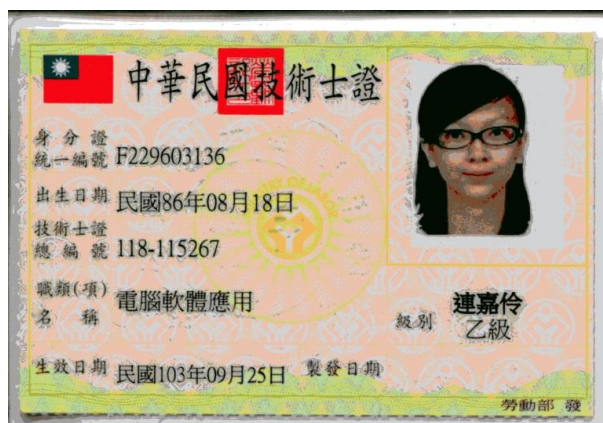 中華民國技術士證
身分證
統一編號 F229603136
出生日期 民國86年08月18日
技術士證
總編號 118-115267
職類(項)
名稱 電腦軟體應用
連嘉伶
級別 乙級
生效日期 民國103年09月25日 製發日期
勞動部 發